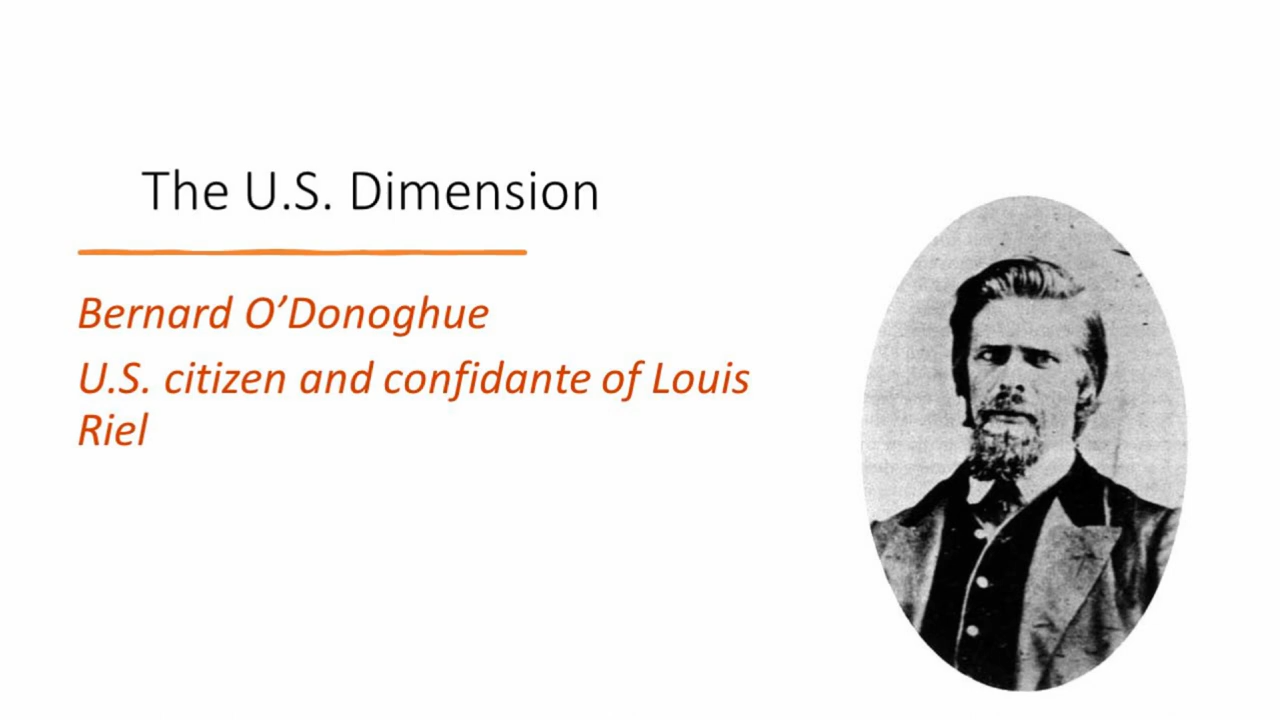 The U.S. Dimension
Bernard O’Donoghue
U.S. citizen and confidante of Louis
Riel